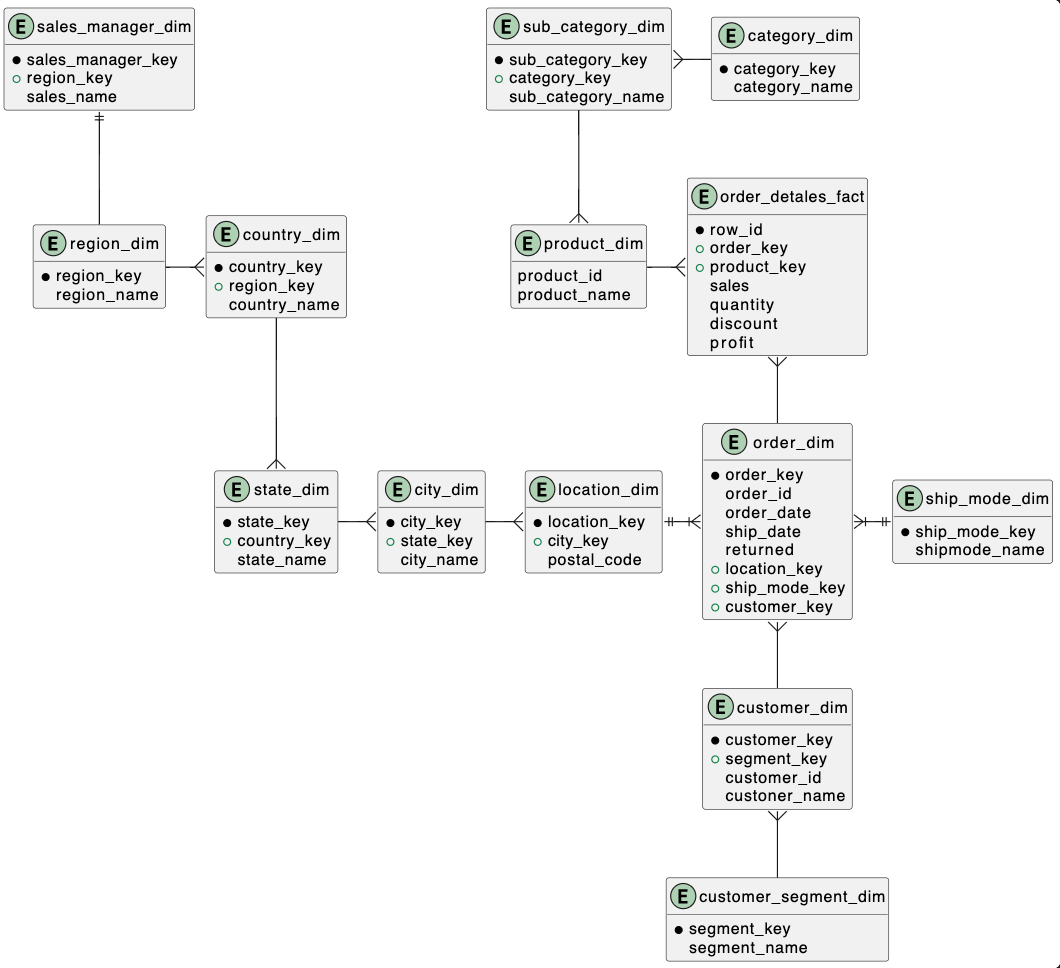 E sales_manager_dim
sales_manager_key
region_key
sales_name
E sub_category_dim
sub_category_key
category_key
sub_category_name
E category_dim
category_key
category_name
E region_dim
region_key
region_name
E country_dim
country_key
region_key
country_name
E product_dim
product_id
product_name
E order_detales_fact
row_id
order_key
product_key
sales
quantity
discount
profit
E state_dim
state_key
country_key
state_name
E city_dim
city_key
state_key
city_name
E location_dim
location_key
city_key
postal_code
E order_dim
order_key
order_id
order_date
ship_date
returned
location_key
ship_mode_key
customer_key
E ship_mode_dim
ship_mode_key
shipmode_name
E customer_dim
customer_key
segment_key
customer_id
custoner_name
E customer_segment_dim
segment_key
segment_name